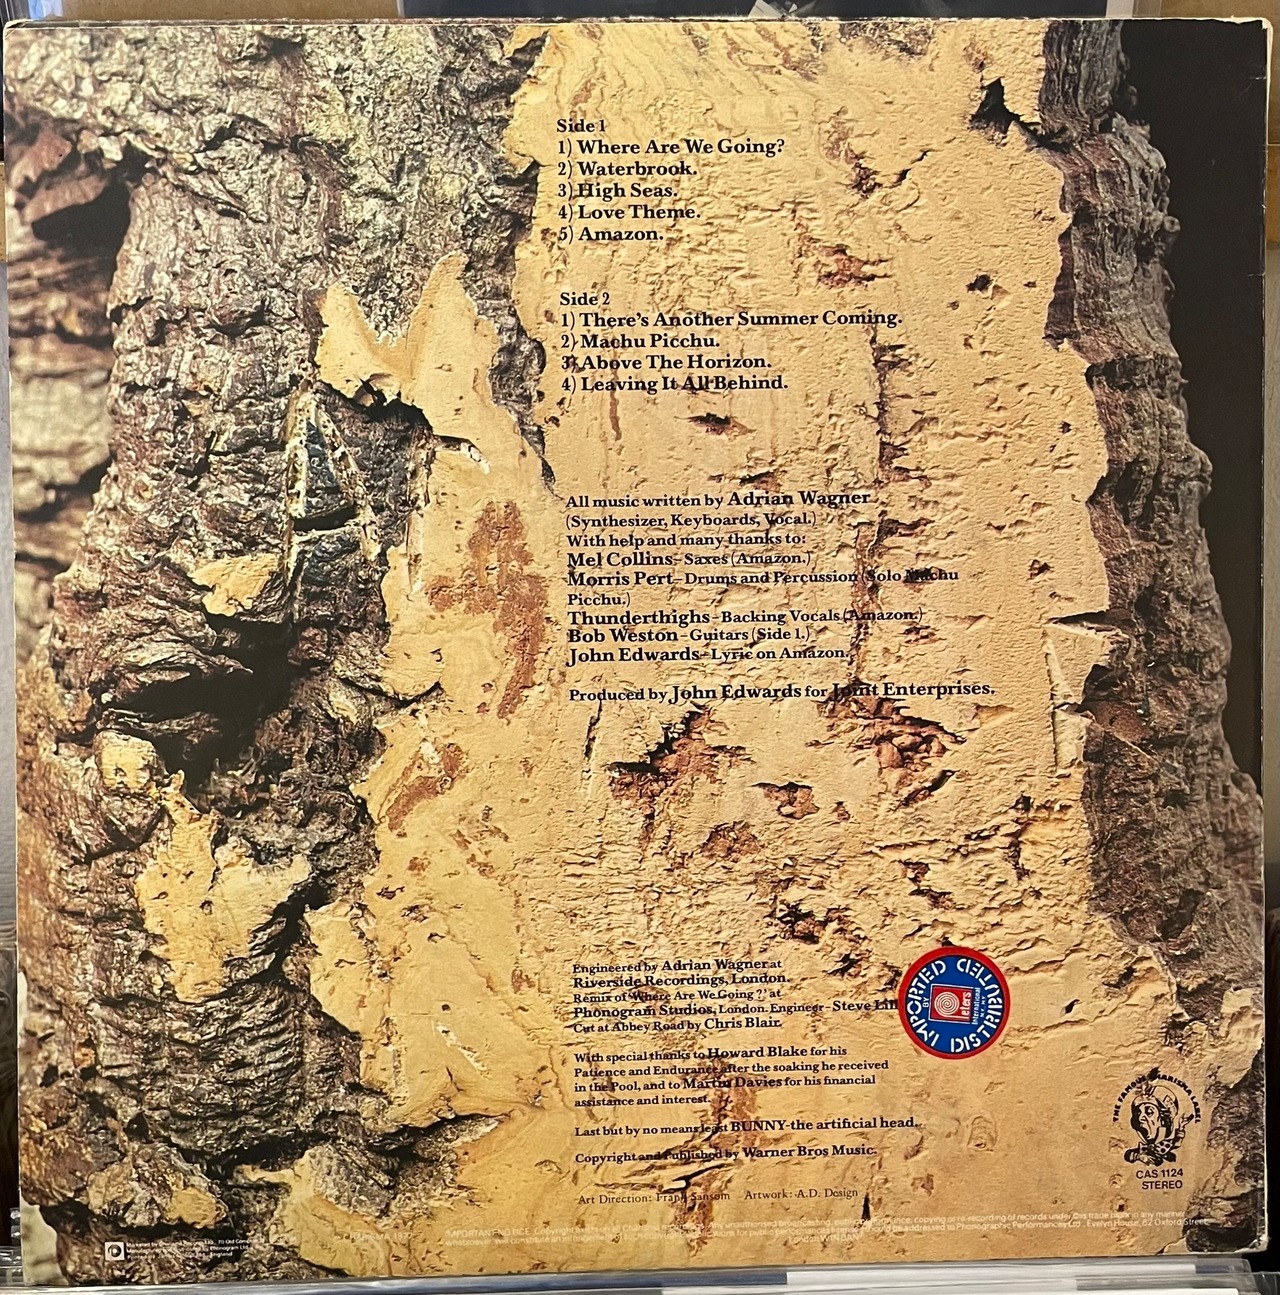 Side 1
1) Where Are We Going?
2) Waterbrook.
3) High Seas.
4) Love Theme.
5) Amazon.
Side 2
1) There's Another Summer Coming.
2) Machu Picchu.
3) Above The Horizon.
4) Leaving It All Behind.
All music written by Adrian Wagner
(Synthesizer, Keyboards, Vocal.)
With help and many thanks to:
Mel Collins-Saxes (Amazon.)
Morris Pert-Drums and Percussion (Solo Machu
Picchu.)
Thunderthighs-Backing Vocals (Amazon.)
Bob Weston-Guitars (Side 1.)
John Edwards-Lyric on Amazon.
Produced by John Edwards for Joint Enterprises.
Engineered by Adrian Wagner at
Riverside Recordings, London.
Remix of 'Where Are We Going?' at
Phonogram Studios, London. Engineer-Steve
Cut at Abbey Road by Chris Blair.
With special thanks to Howard Blake for his
Patience and Endurance after the soaking he received
in the Pool, and to Martin Davies for his financial
assistance and interest.
Last but by no means least BUNNY-the artificial head.
Copyright and Published by Warner Bros Music.
Art Direction: Frank Sansom Artwork: A.D. Design
IMPORTED BY
Peters International
DISTRIBUTED
THE FAMOUS CHARISMA LABEL
CAS 1124
STEREO